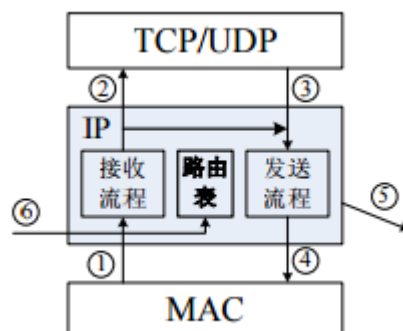 TCP/UDP
② ③
IP
接收
流程
路由
表
发送
流程
⑤
⑥
① ④
MAC